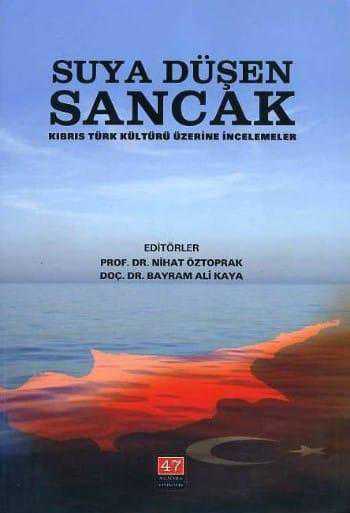 SUYA DÜŞEN
SANCAK
KIBRIS TÜRK KÜLTÜRÜ ÜZERİNE İNCELEMELER
EDİTÖRLER
PROF. DR. NİHAT ÖZTOPRAK
DOÇ. DR. BAYRAM ALİ KAYA
47